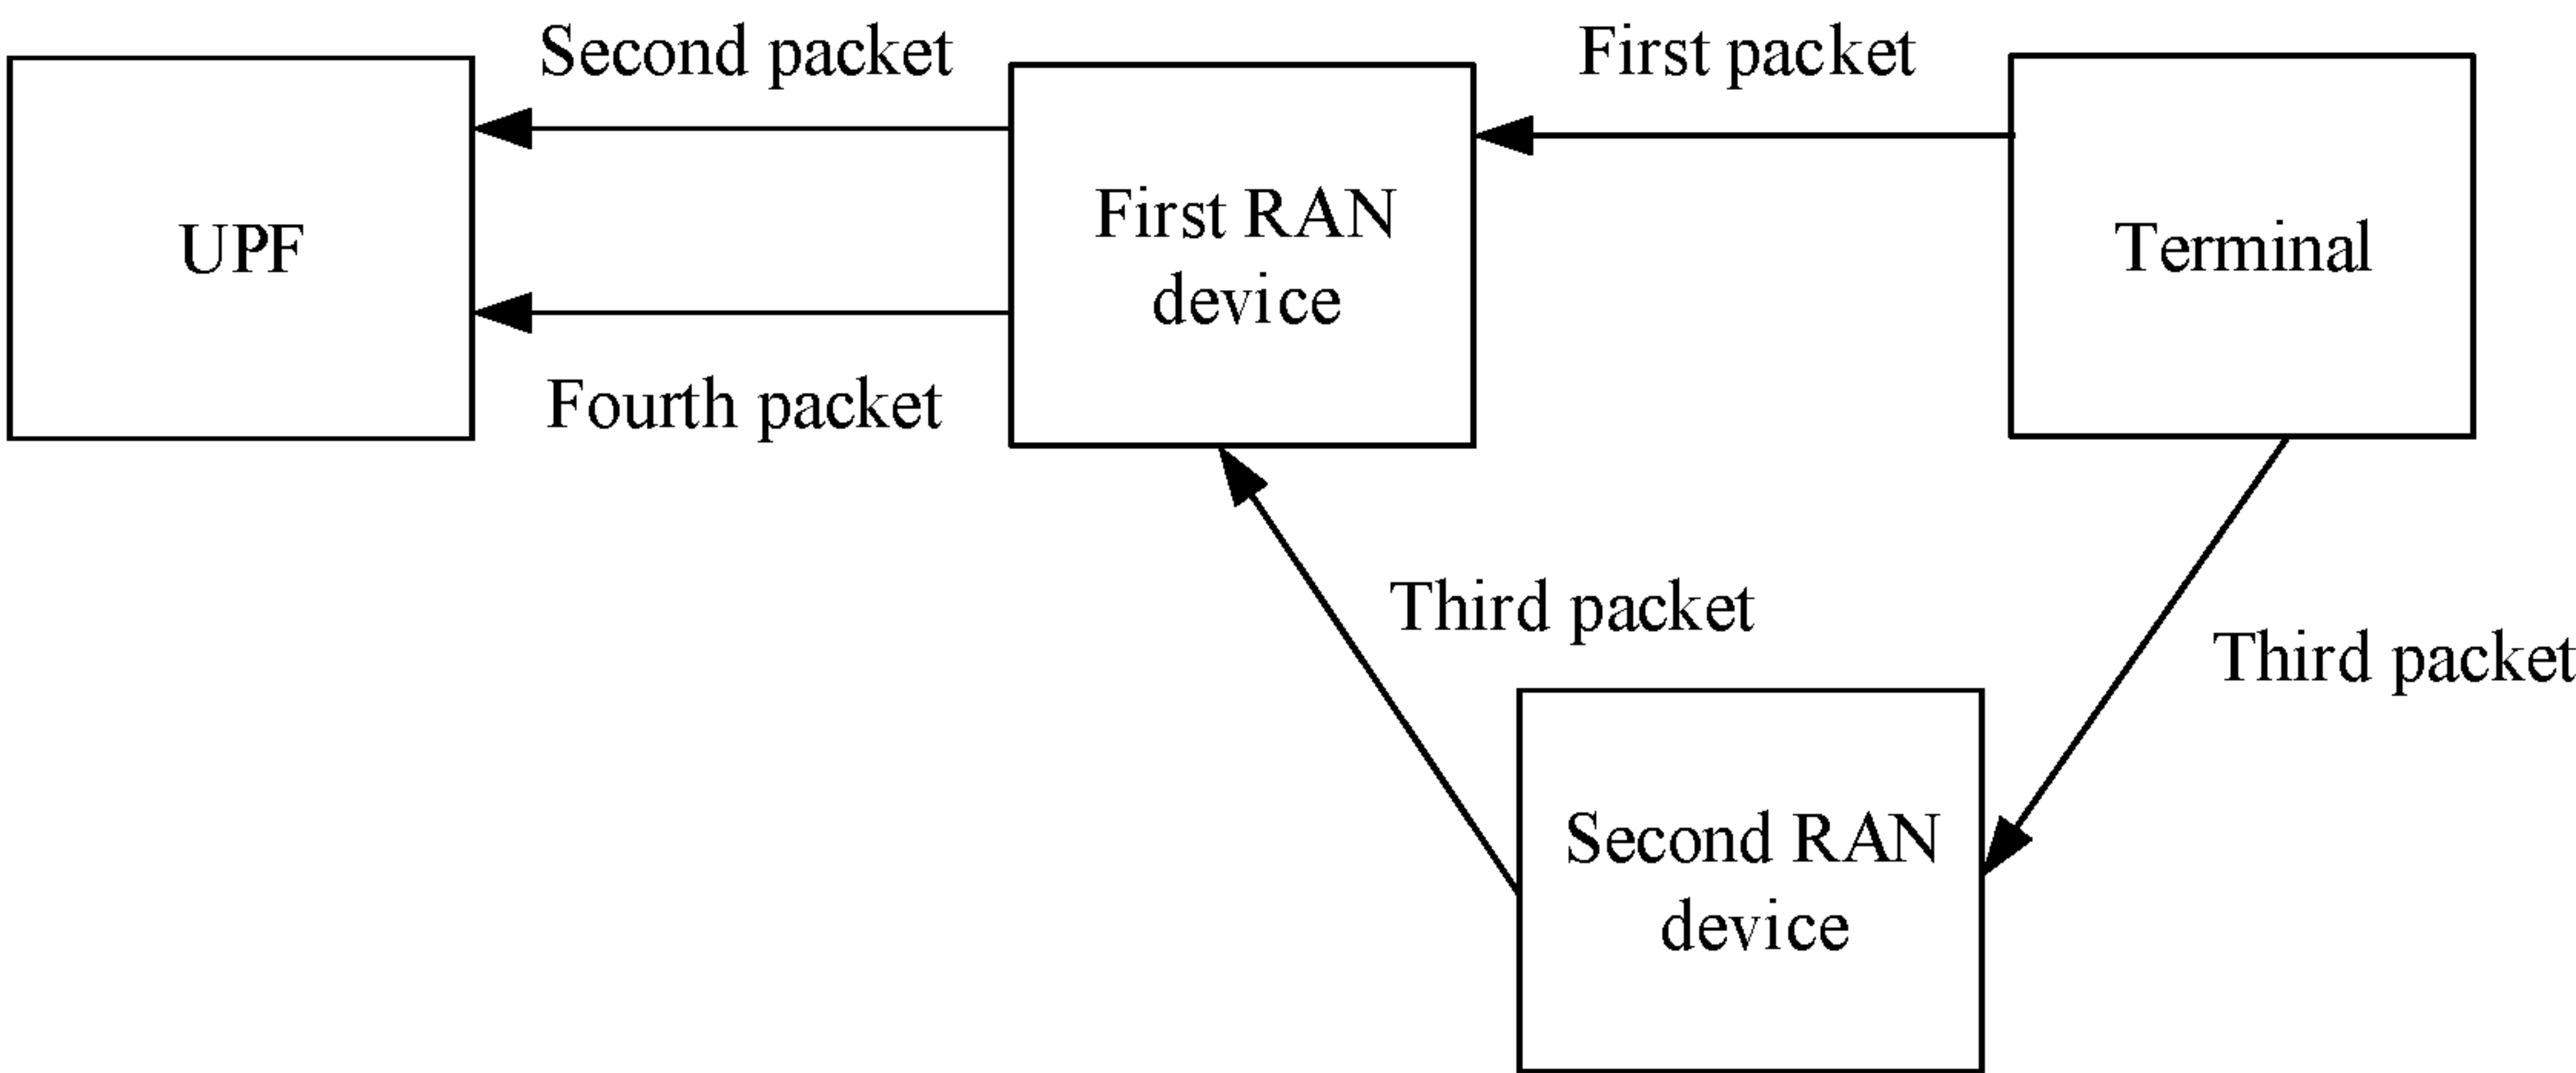 Second packet
First packet
UPF
First RAN
device
Terminal
Fourth packet
Third packet
Third packet
Second RAN
device